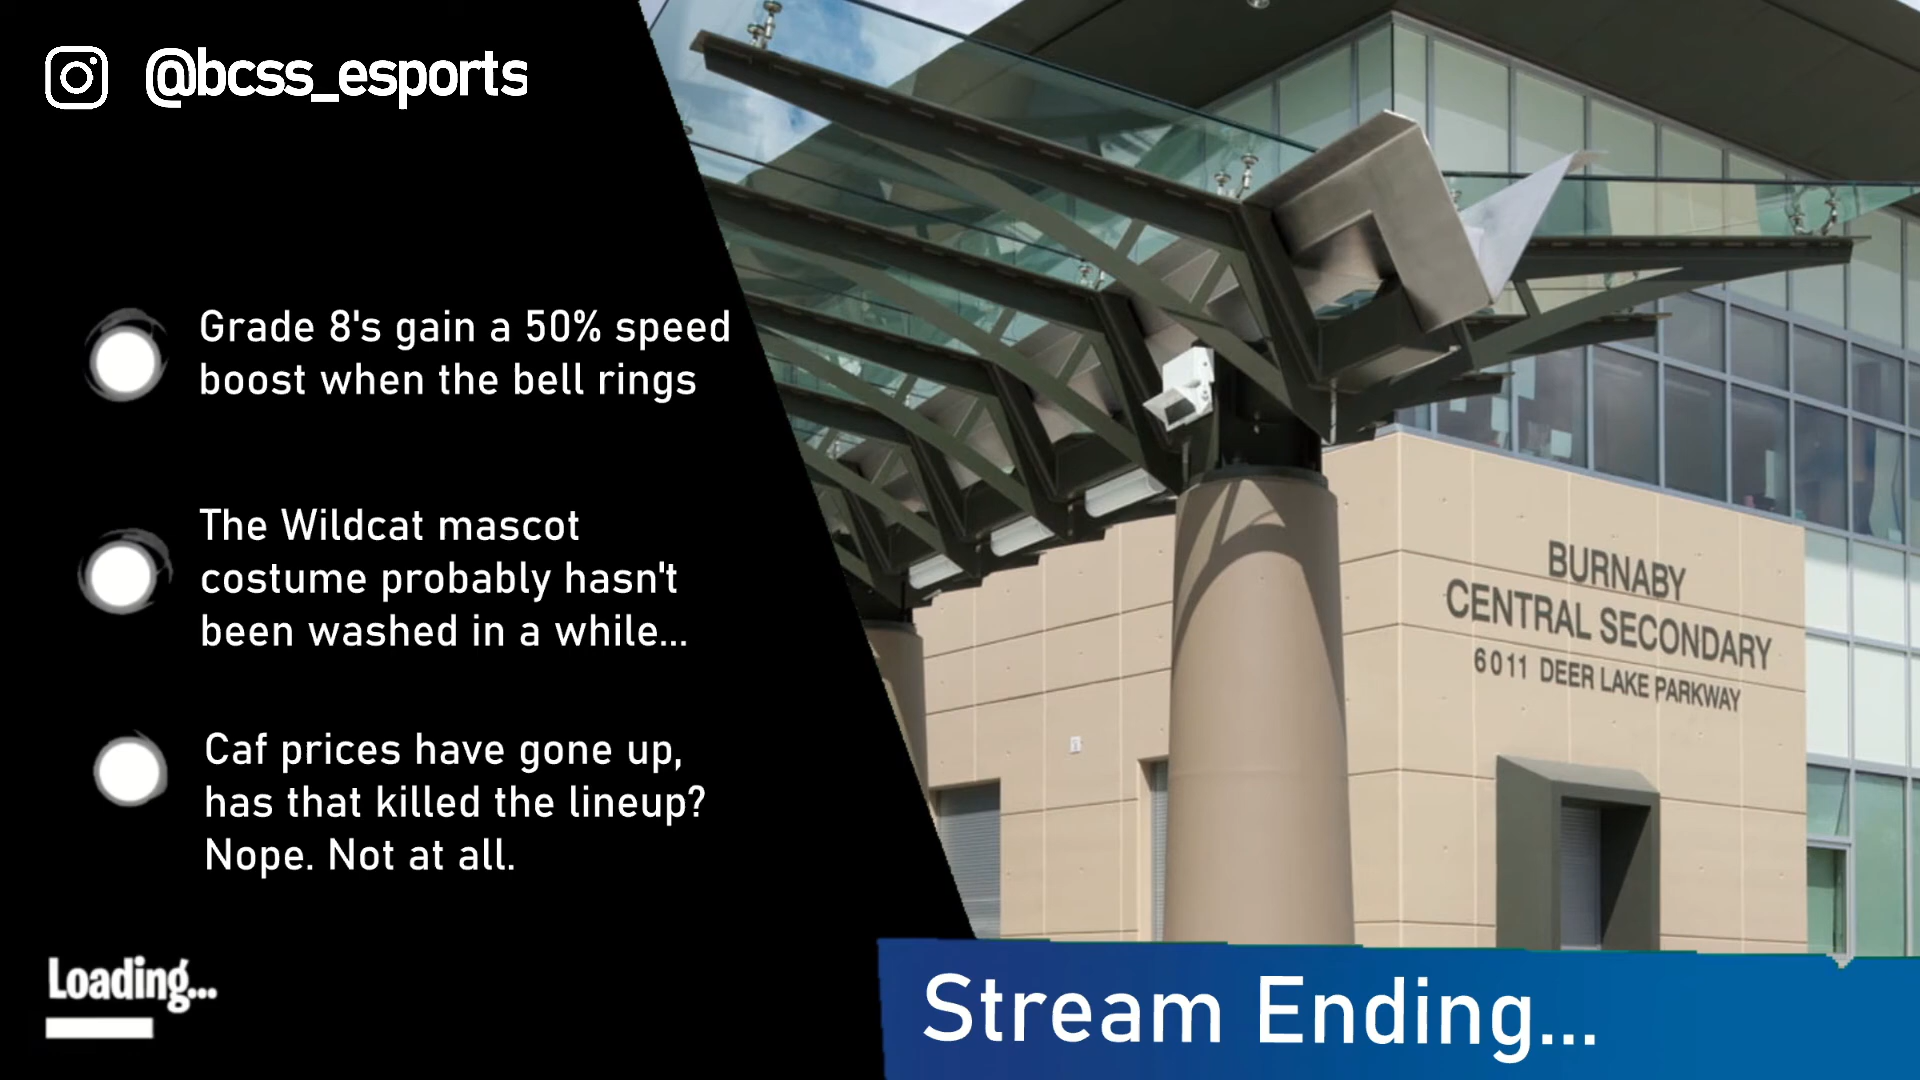 @bcss_esports
Grade 8's gain a 50% speed
boost when the bell rings
The Wildcat mascot
costume probably hasn't
been washed in a while...
Caf prices have gone up,
has that killed the lineup?
Nope. Not at all.
Loading...
BURNABY
CENTRAL SECONDARY
6011 DEER LAKE PARKWAY
Stream Ending...